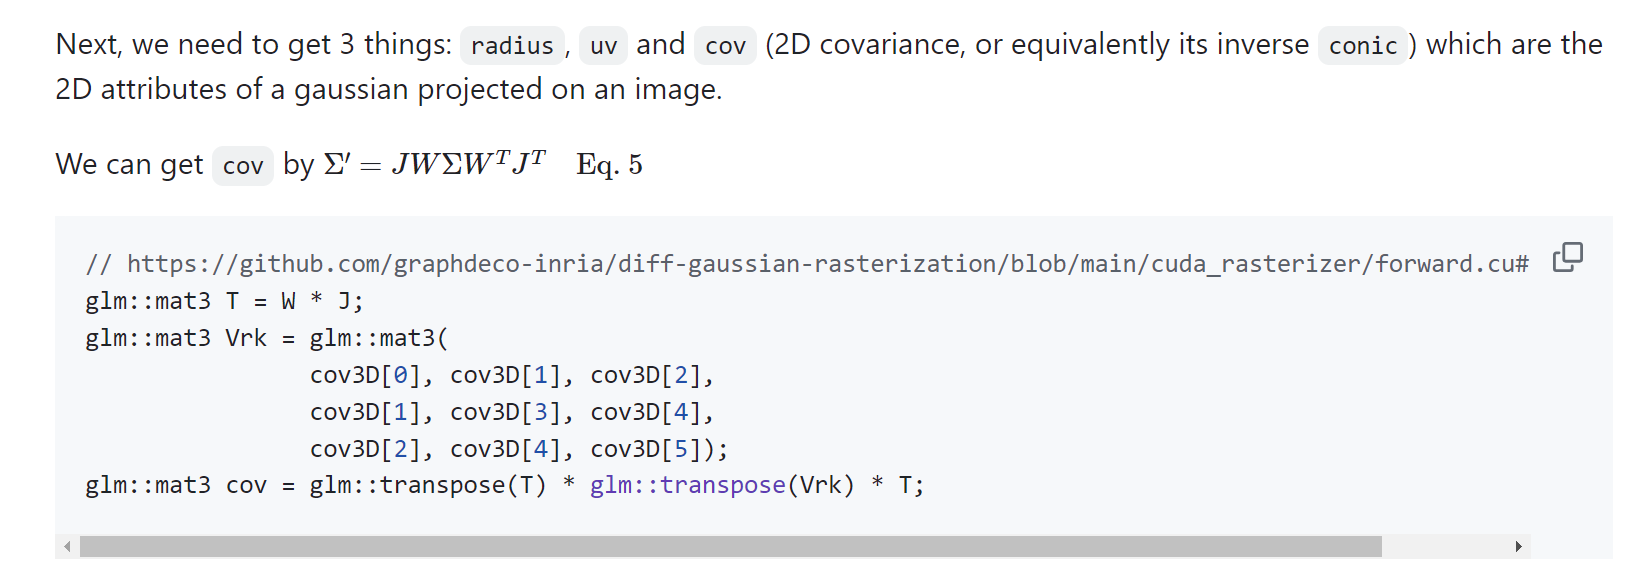 Next, we need to get 3 things: radius, uv and cov (2D covariance, or equivalently its inverse conic) which are the
2D attributes of a gaussian projected on an image.
We can get cov by Σ′ = JWΣWᵀJᵀ Eq. 5
// https://github.com/graphdeco-inria/diff-gaussian-rasterization/blob/main/cuda_rasterizer/forward.cu#
glm::mat3 T = W * J;
glm::mat3 Vrk = glm::mat3(
cov3D[0], cov3D[1], cov3D[2],
cov3D[1], cov3D[3], cov3D[4],
cov3D[2], cov3D[4], cov3D[5]);
glm::mat3 cov = glm::transpose(T) * glm::transpose(Vrk) * T;